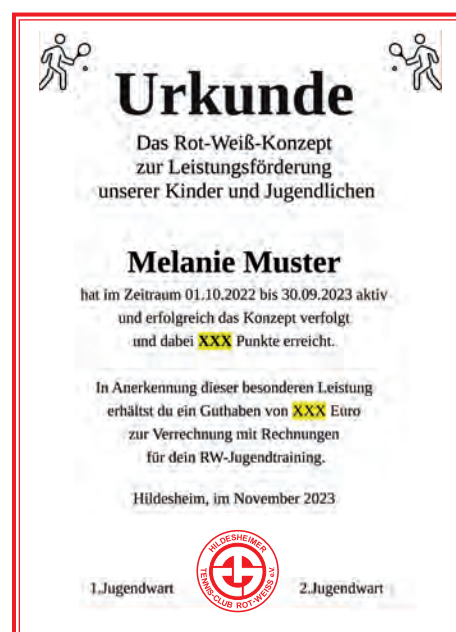 Urkunde
Das Rot-Weiß-Konzept
zur Leistungsförderung
unserer Kinder und Jugendlichen
Melanie Muster
hat im Zeitraum 01.10.2022 bis 30.09.2023 aktiv
und erfolgreich das Konzept verfolgt
und dabei XXX Punkte erreicht.
In Anerkennung dieser besonderen Leistung
erhältst du ein Guthaben von XXX Euro
zur Verrechnung mit Rechnungen
für dein RW-Jugendtraining.
Hildesheim, im November 2023
HILDESHEIMER
TENNIS-CLUB ROT-WEISS e.V.
1.Jugendwart
2.Jugendwart